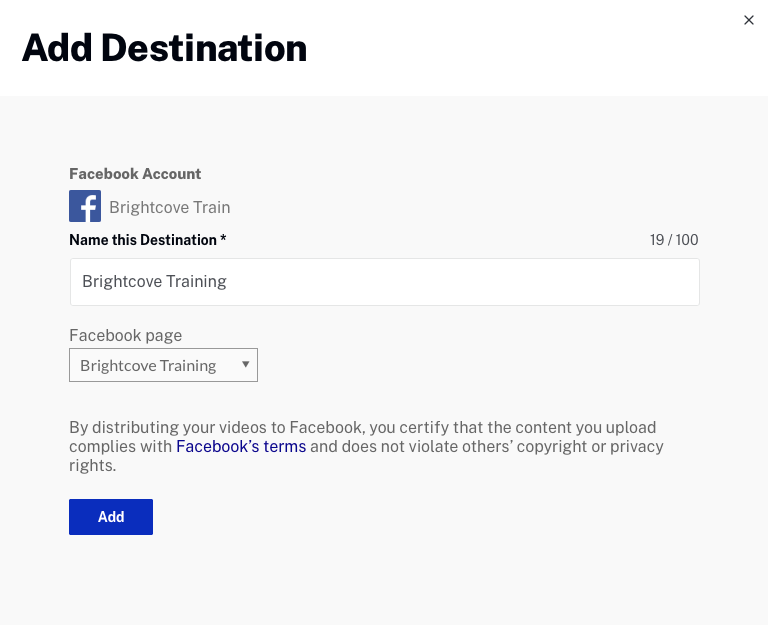 Add Destination
Facebook Account
Brightcove Train
Name this Destination *
19 / 100
Brightcove Training
Facebook page
Brightcove Training
By distributing your videos to Facebook, you certify that the content you upload
complies with Facebook’s terms and does not violate others’ copyright or privacy
rights.
Add